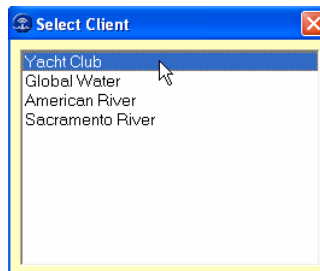 Select Client
Yacht Club
Global Water
American River
Sacramento River